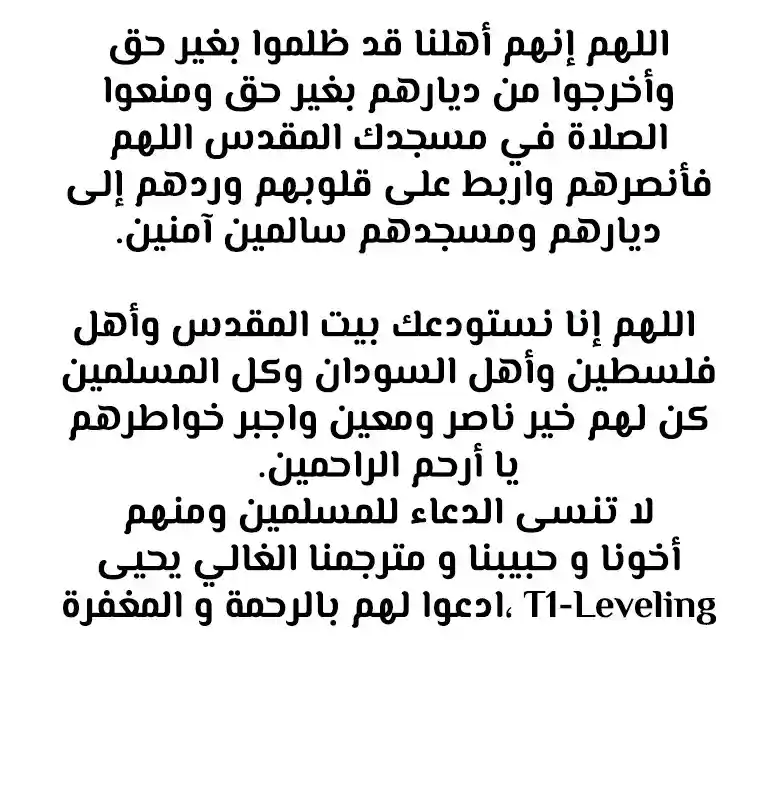 اللهم إنهم أهلنا قد ظلموا بغير حق
وأخرجوا من ديارهم بغير حق ومنعوا
الصلاة في مسجدك المقدس اللهم
فأنصرهم واربط على قلوبهم وردهم إلى
ديارهم ومسجدهم سالمين آمنين.
اللهم إنا نستودعك بيت المقدس وأهل
فلسطين وأهل السودان وكل المسلمين
كن لهم خير ناصر ومعين واجبر خواطرهم
يا أرحم الراحمين.
لا تنسى الدعاء للمسلمين ومنهم
أخونا و حبيبنا و مترجمنا الغالي يحيى
T1-Leveling ،ادعوا لهم بالرحمة و المغفرة